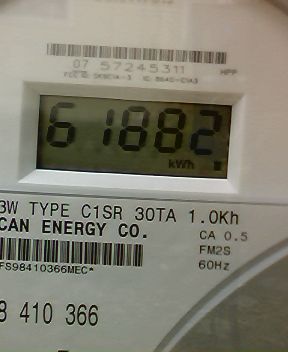 07 57245311 HPP
61882
kWh
3W TYPE C1SR 30TA 1.0Kh
CAN ENERGY CO.
CA 0.5
FM2S
FS98410366MEC*
60Hz
8 410 366